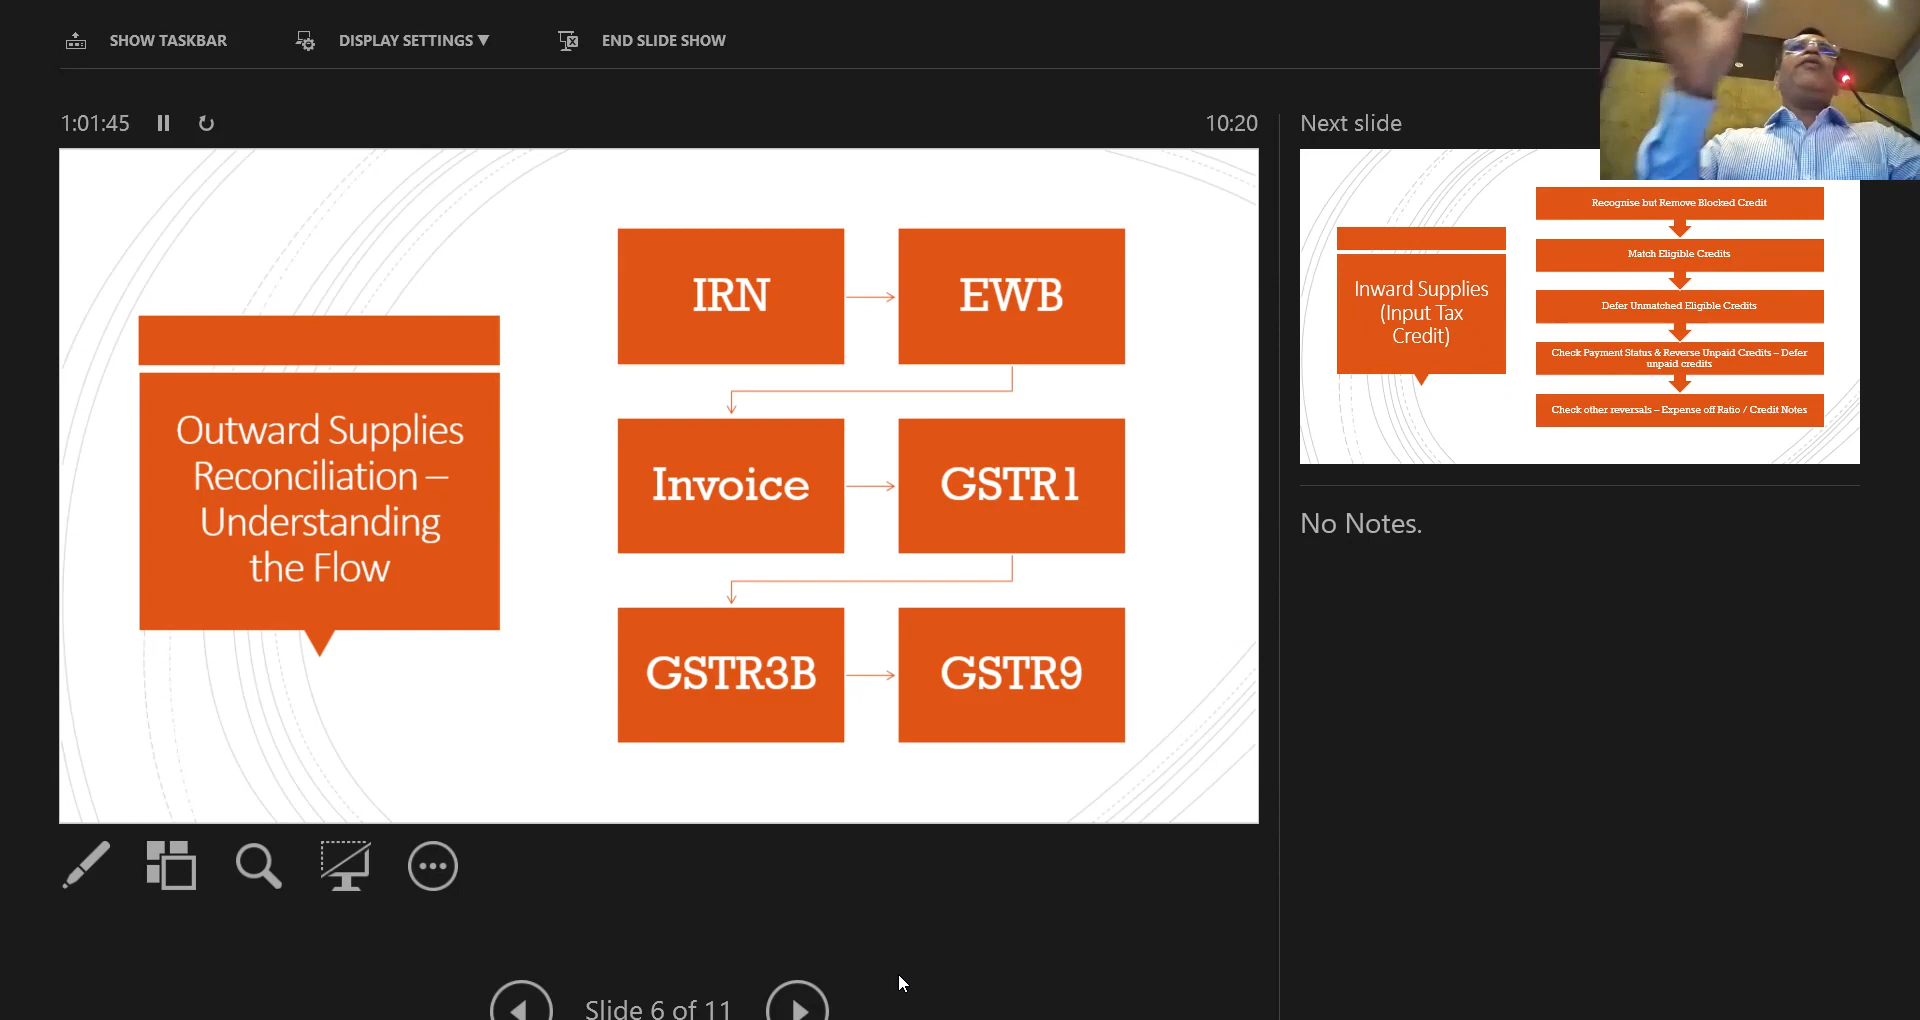 SHOW TASKBAR
DISPLAY SETTINGS ▼
END SLIDE SHOW
1:01:45
10:20
Next slide
Outward Supplies
Reconciliation –
Understanding
the Flow
IRN
EWB
Invoice
GSTR1
GSTR3B
GSTR9
Inward Supplies
(Input Tax
Credit)
Recognise but Remove Blocked Credit
Match Eligible Credits
Defer Unmatched Eligible Credits
Check Payment Status & Reverse Unpaid Credits – Defer
unpaid credits
Check other reversals – Expense off Ratio / Credit Notes
No Notes.
Slide 6 of 11